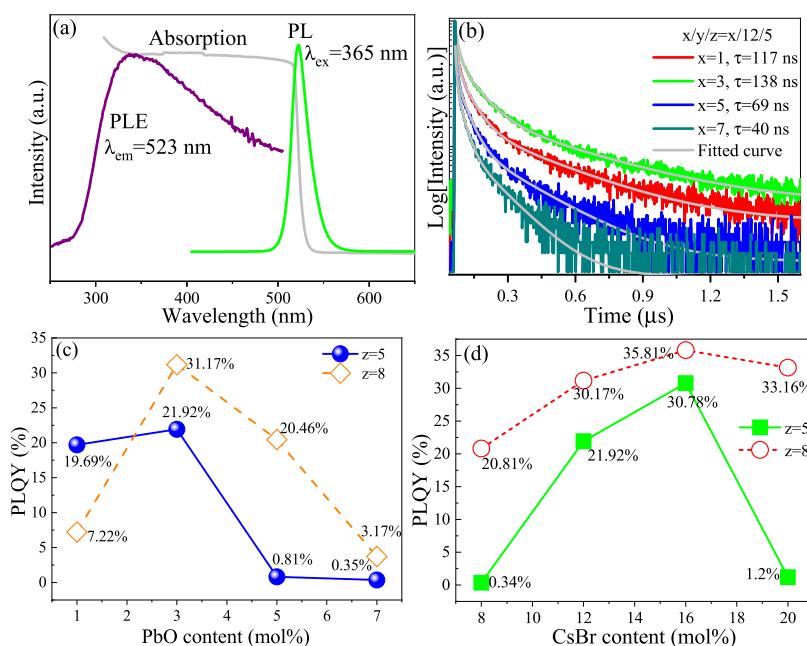 (a)
PL
λex=365 nm
Absorption
PLE
λem=523 nm
Intensity (a.u.)
300
400
500
600
Wavelength (nm)
(b)
x/y/z=x/12/5
x=1, τ=117 ns
x=3, τ=138 ns
x=5, τ=69 ns
x=7, τ=40 ns
Fitted curve
Log[Intensity (a.u.)]
0.3
0.6
0.9
1.2
1.5
Time (μs)
(c)
z=5
z=8
35
30
25
20
15
10
5
0
PLQY (%)
31.17%
21.92%
20.46%
19.69%
7.22%
0.81%
3.17%
0.35%
1
2
3
4
5
6
7
PbO content (mol%)
(d)
z=5
z=8
35
30
25
20
15
10
5
0
PLQY (%)
35.81%
33.16%
30.17%
30.78%
20.81%
21.92%
0.34%
1.2%
8
10
12
14
16
18
20
CsBr content (mol%)